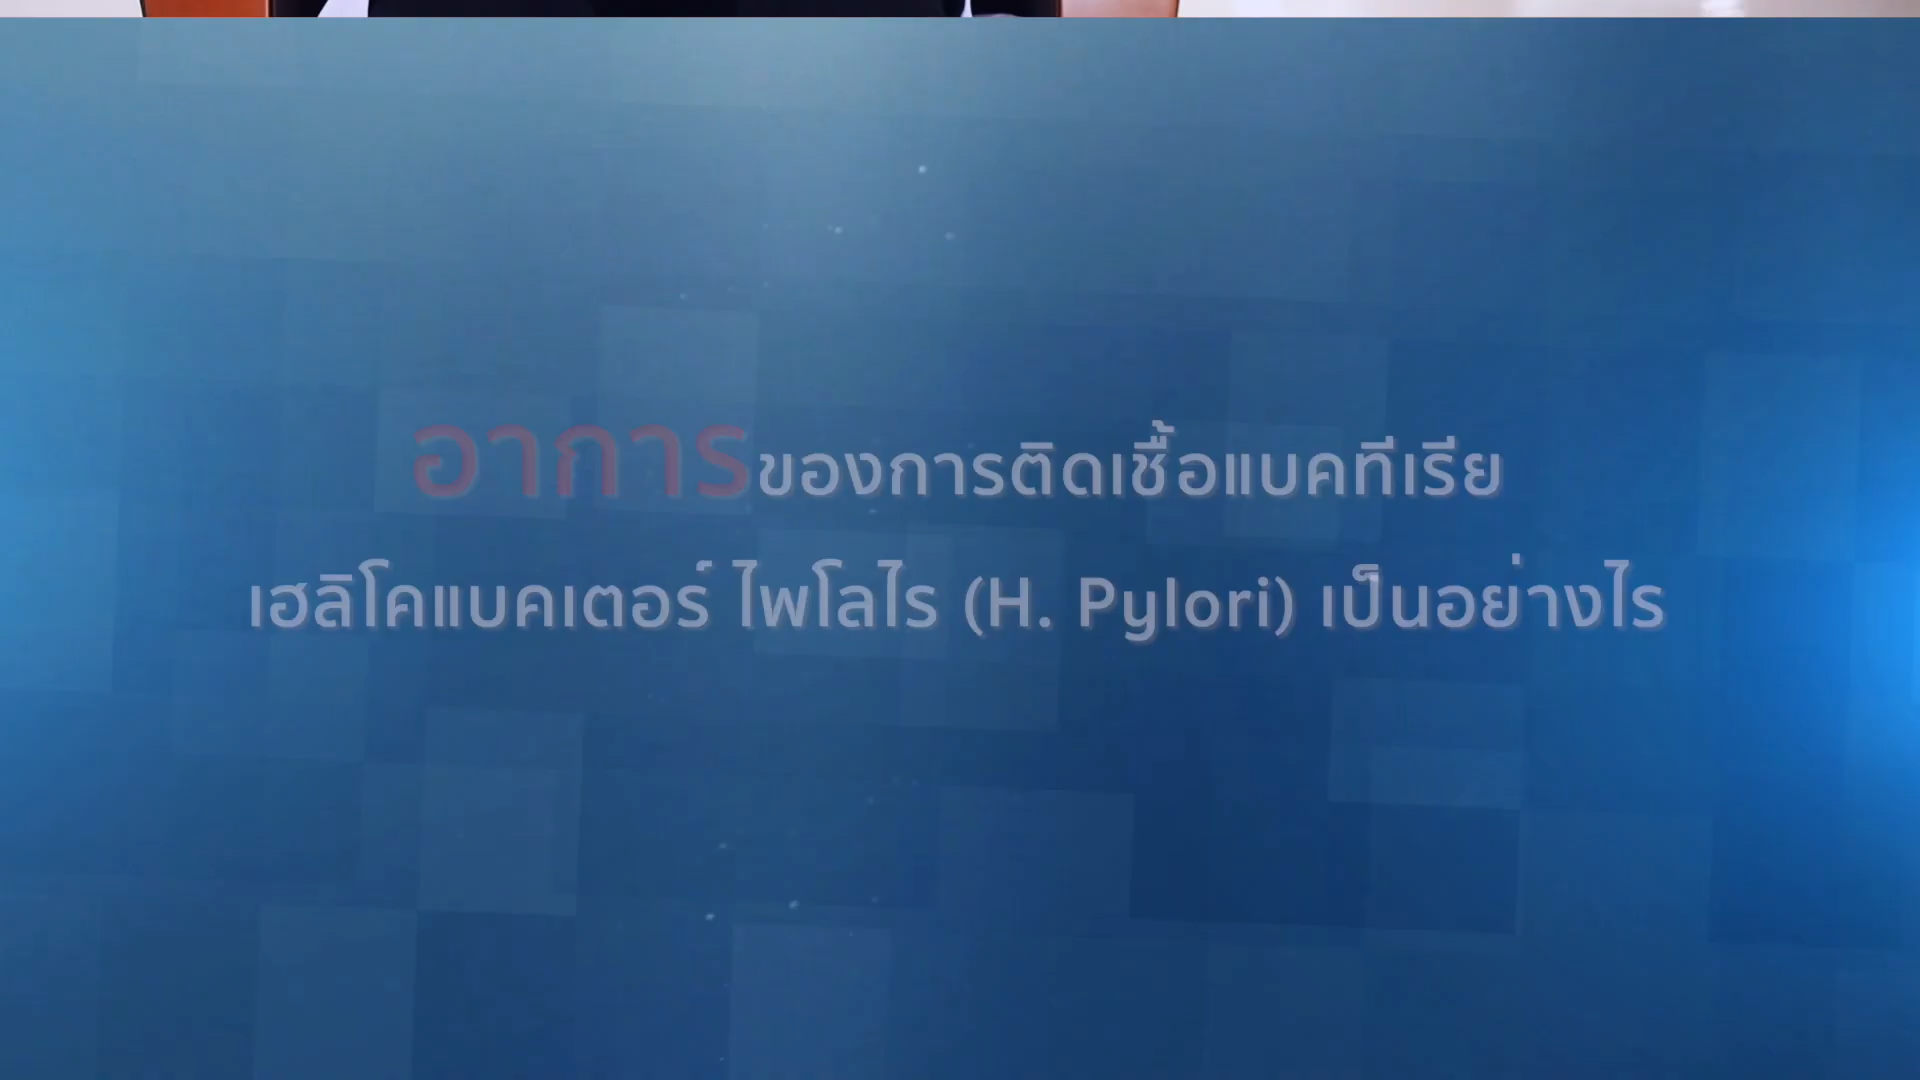 อาการของการติดเชื้อแบคทีเรีย
เฮลิโคแบคเตอร์ ไพโลไร (H. Pylori) เป็นอย่างไร